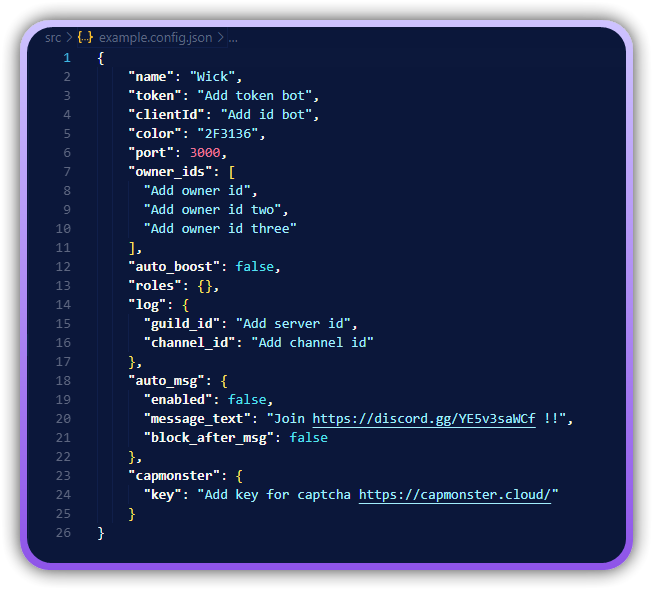 src > {..} example.config.json > ...
1 {
2 "name": "Wick",
3 "token": "Add token bot",
4 "clientId": "Add id bot",
5 "color": "2F3136",
6 "port": 3000,
7 "owner_ids": [
8 "Add owner id",
9 "Add owner id two",
10 "Add owner id three"
11 ],
12 "auto_boost": false,
13 "roles": {},
14 "log": {
15 "guild_id": "Add server id",
16 "channel_id": "Add channel id"
17 },
18 "auto_msg": {
19 "enabled": false,
20 "message_text": "Join https://discord.gg/YE5v3saWCf !!",
21 "block_after_msg": false
22 },
23 "capmonster": {
24 "key": "Add key for captcha https://capmonster.cloud/"
25 }
26 }